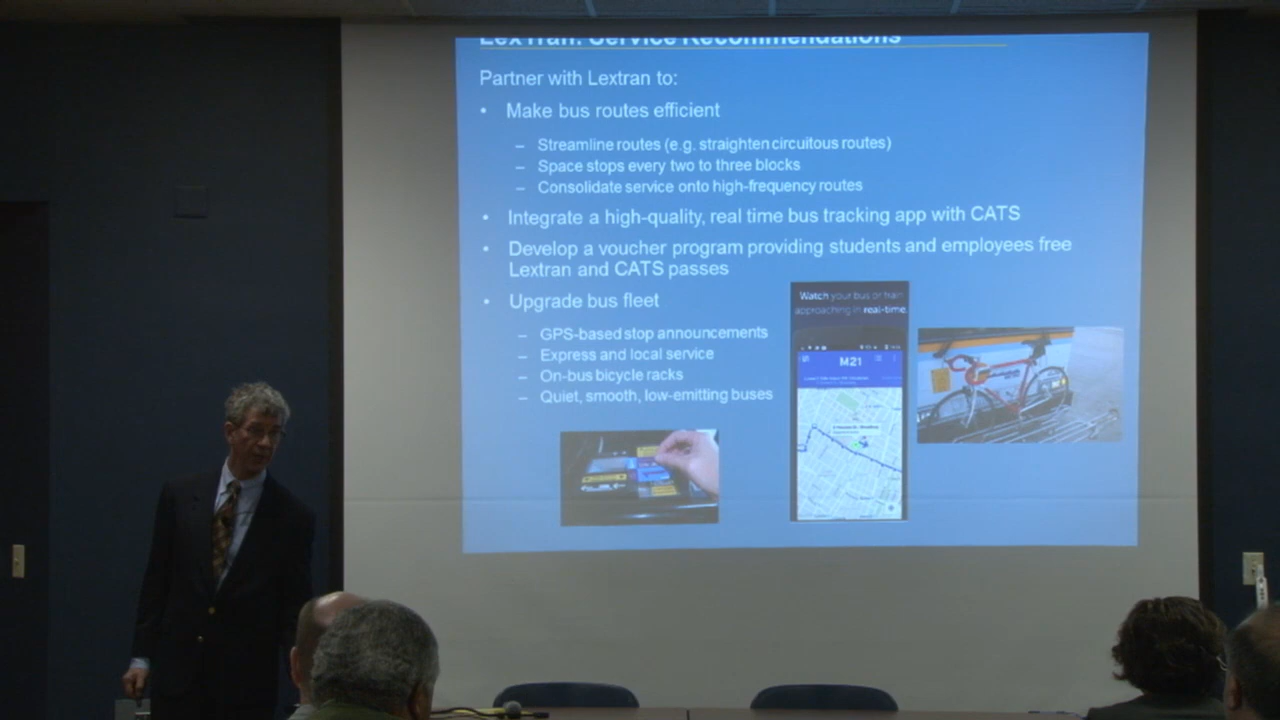 LexTran: Service Recommendations
Partner with Lextran to:
• Make bus routes efficient
– Streamline routes (e.g. straighten circuitous routes)
– Space stops every two to three blocks
– Consolidate service onto high-frequency routes
• Integrate a high-quality, real time bus tracking app with CATS
• Develop a voucher program providing students and employees free
Lextran and CATS passes
• Upgrade bus fleet
– GPS-based stop announcements
– Express and local service
– On-bus bicycle racks
– Quiet, smooth, low-emitting buses
Watch your bus or train
approaching in real-time.
M21